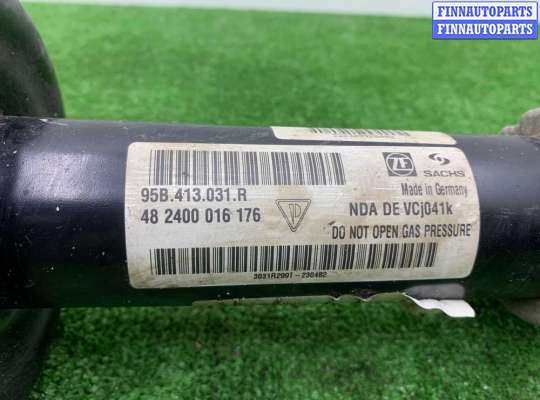 FINNAUTOPARTS
FINNAUTOPARTS
ZF
SACHS
95B.413.031.R
Made in Germany
48 2400 016 176
NDA DE VCj041k
DO NOT OPEN GAS PRESSURE